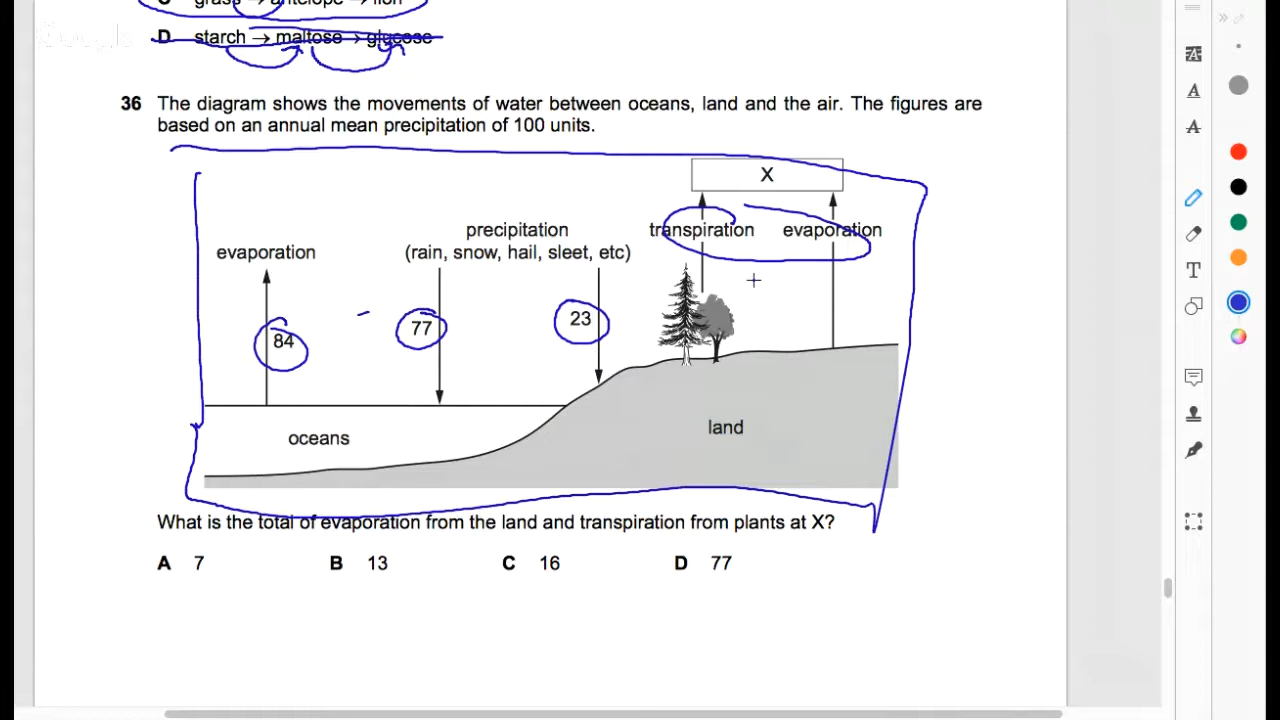 C grass → antelope → lion
D starch → maltose → glucose
36 The diagram shows the movements of water between oceans, land and the air. The figures are
based on an annual mean precipitation of 100 units.
X
precipitation
transpiration evaporation
evaporation
(rain, snow, hail, sleet, etc)
84
77
23
oceans
land
What is the total of evaporation from the land and transpiration from plants at X?
A 7 B 13 C 16 D 77
A
A
A
T